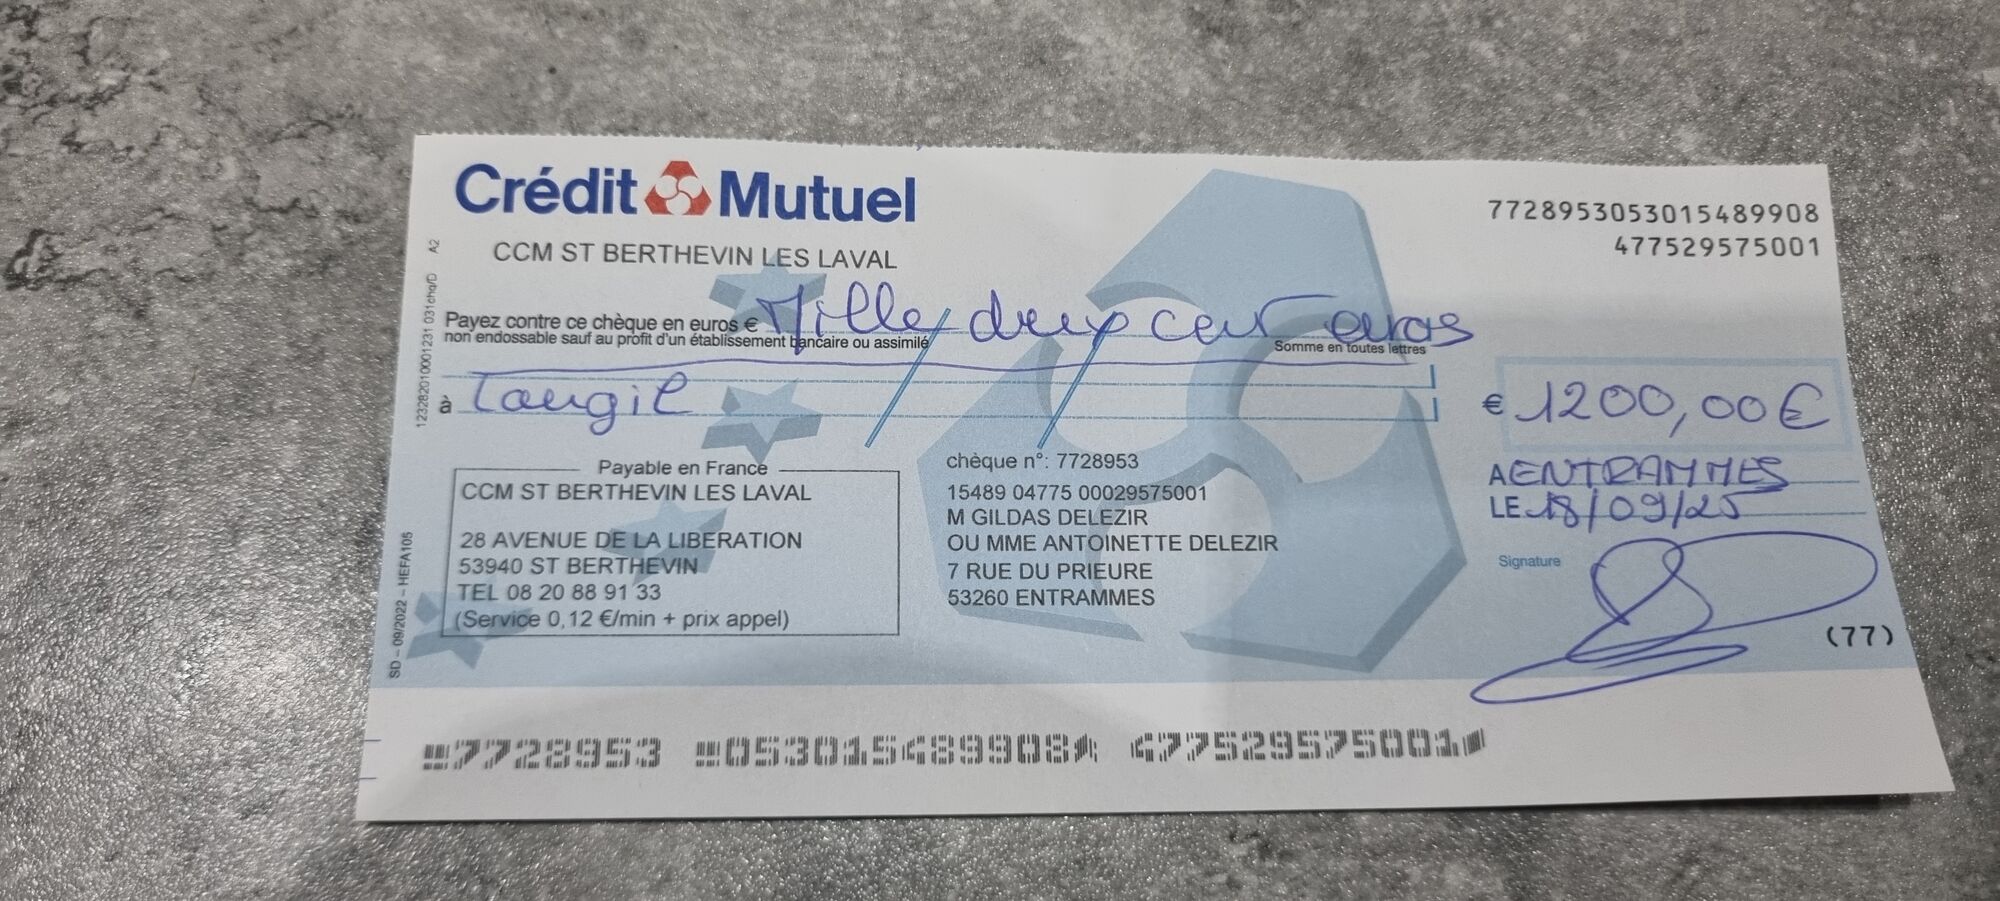 Crédit Mutuel
CCM ST BERTHEVIN LES LAVAL
7728953053015489908
477529575001
Payez contre ce chèque en euros € Mille deux cent euros
non endossable sauf au profit d'un établissement bancaire ou assimilé
Somme en toutes lettres
à
€ 1200,00€
A ENTRAMMES
LE 18/09/25
Signature
Payable en France
CCM ST BERTHEVIN LES LAVAL
28 AVENUE DE LA LIBERATION
53940 ST BERTHEVIN
TEL 08 20 88 91 33
(Service 0,12 €/min + prix appel)
chèque n°: 7728953
15489 04775 00029575001
M GILDAS DELEZIR
OU MME ANTOINETTE DELEZIR
7 RUE DU PRIEURE
53260 ENTRAMMES
(77)
SD – 09/2022 – HEFA105
A2
7728953 053015489908 477529575001